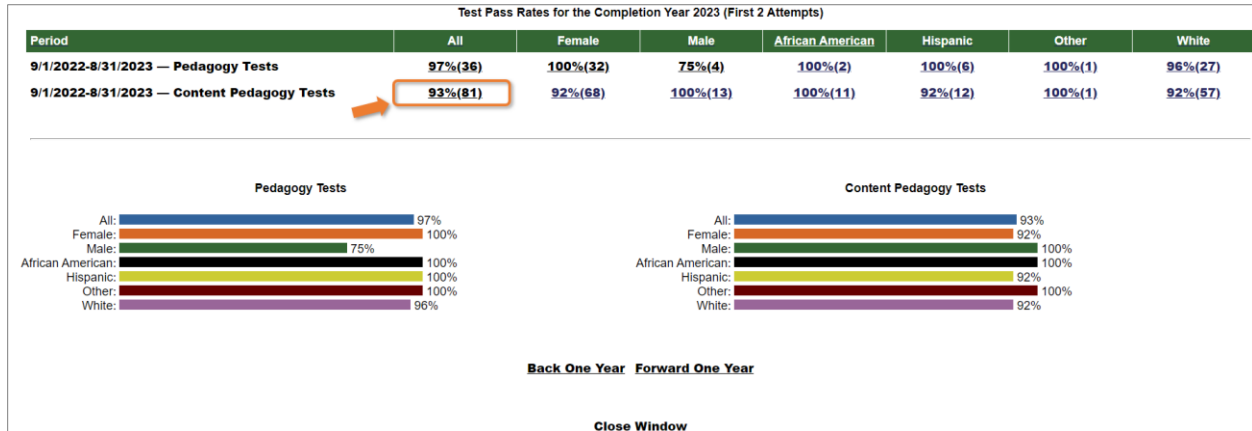 Test Pass Rates for the Completion Year 2023 (First 2 Attempts)
Period All Female Male African American Hispanic Other White
9/1/2022-8/31/2023 — Pedagogy Tests 97%(36) 100%(32) 75%(4) 100%(2) 100%(6) 100%(1) 96%(27)
9/1/2022-8/31/2023 — Content Pedagogy Tests 93%(81) 92%(68) 100%(13) 100%(11) 92%(12) 100%(1) 92%(57)
Pedagogy Tests
All: 97%
Female: 100%
Male: 75%
African American: 100%
Hispanic: 100%
Other: 100%
White: 96%
Content Pedagogy Tests
All: 93%
Female: 92%
Male: 100%
African American: 100%
Hispanic: 92%
Other: 100%
White: 92%
Back One Year Forward One Year
Close Window